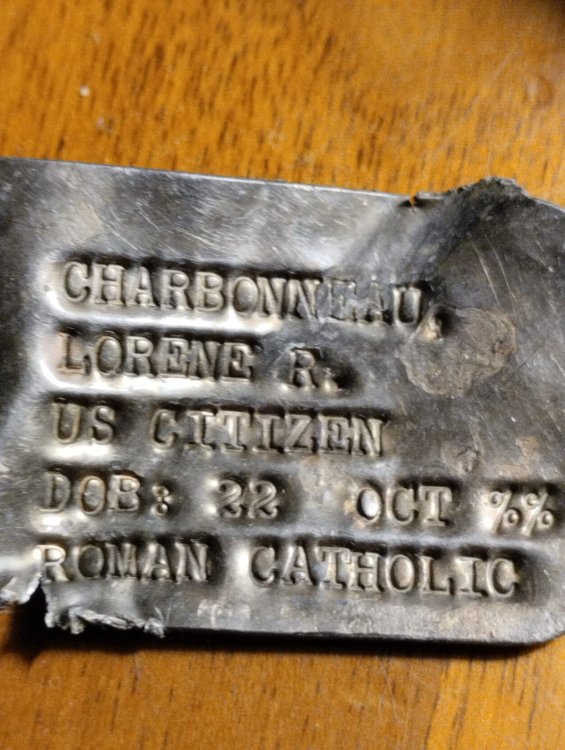 CHARBONNEAU,
LORENE R.
US CITIZEN
DOB: 22 OCT %%
ROMAN CATHOLIC